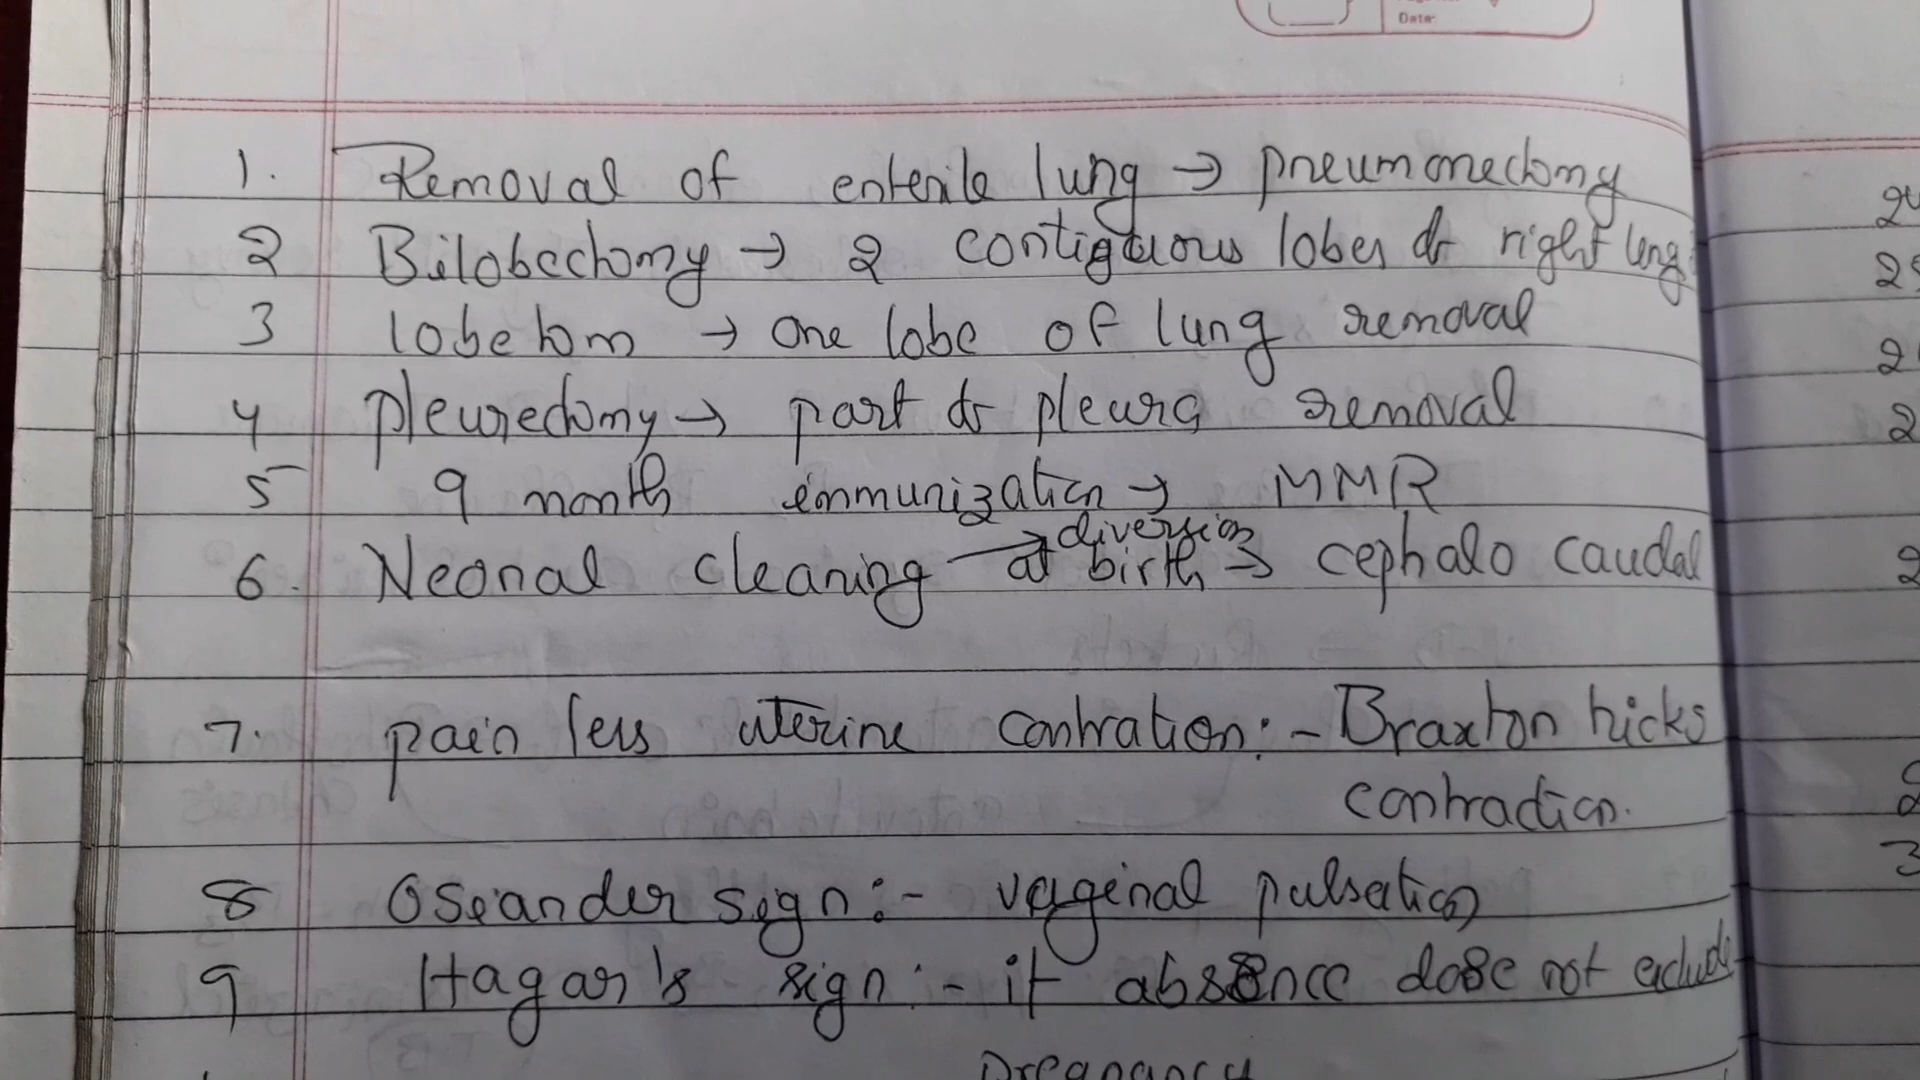 Date
1. Removal of enterile lung → pneumonectomy
2 Bilobectomy → 2 contiguous lobes of right lung
3 lobetom → one lobe of lung removal
4 pleurectomy → part of pleura removal
5 9 month immunization → MMR
→ diversion
6. Neonal cleaning at birth → cephalo caudal
7. pain less uterine contration :- Braxton hicks
contraction.
8 Oseander sign :- vaginal pulsation
9 Hagar's sign :- it absence dose not exclude
Pregnancy